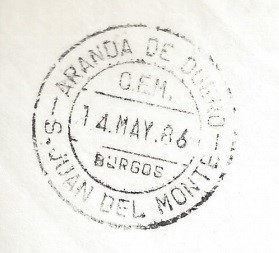 ARANDA DE DUERO
C.F.M.
14.MAY.86
BURGOS
S.JUAN DEL MONTE